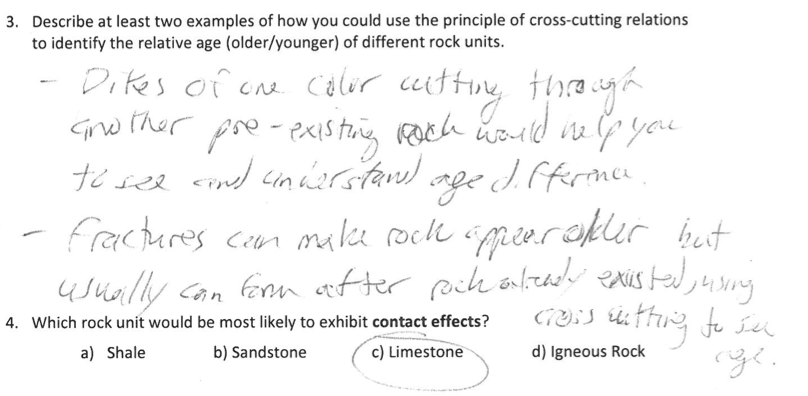 3. Describe at least two examples of how you could use the principle of cross-cutting relations
to identify the relative age (older/younger) of different rock units.
- Dikes of one color cutting through
another pre-existing rock would help you
to see and understand age difference.
- Fractures can make rock appear older but
usually can form after rock already existed, using
cross cutting to see
age.
4. Which rock unit would be most likely to exhibit contact effects?
a) Shale b) Sandstone c) Limestone d) Igneous Rock